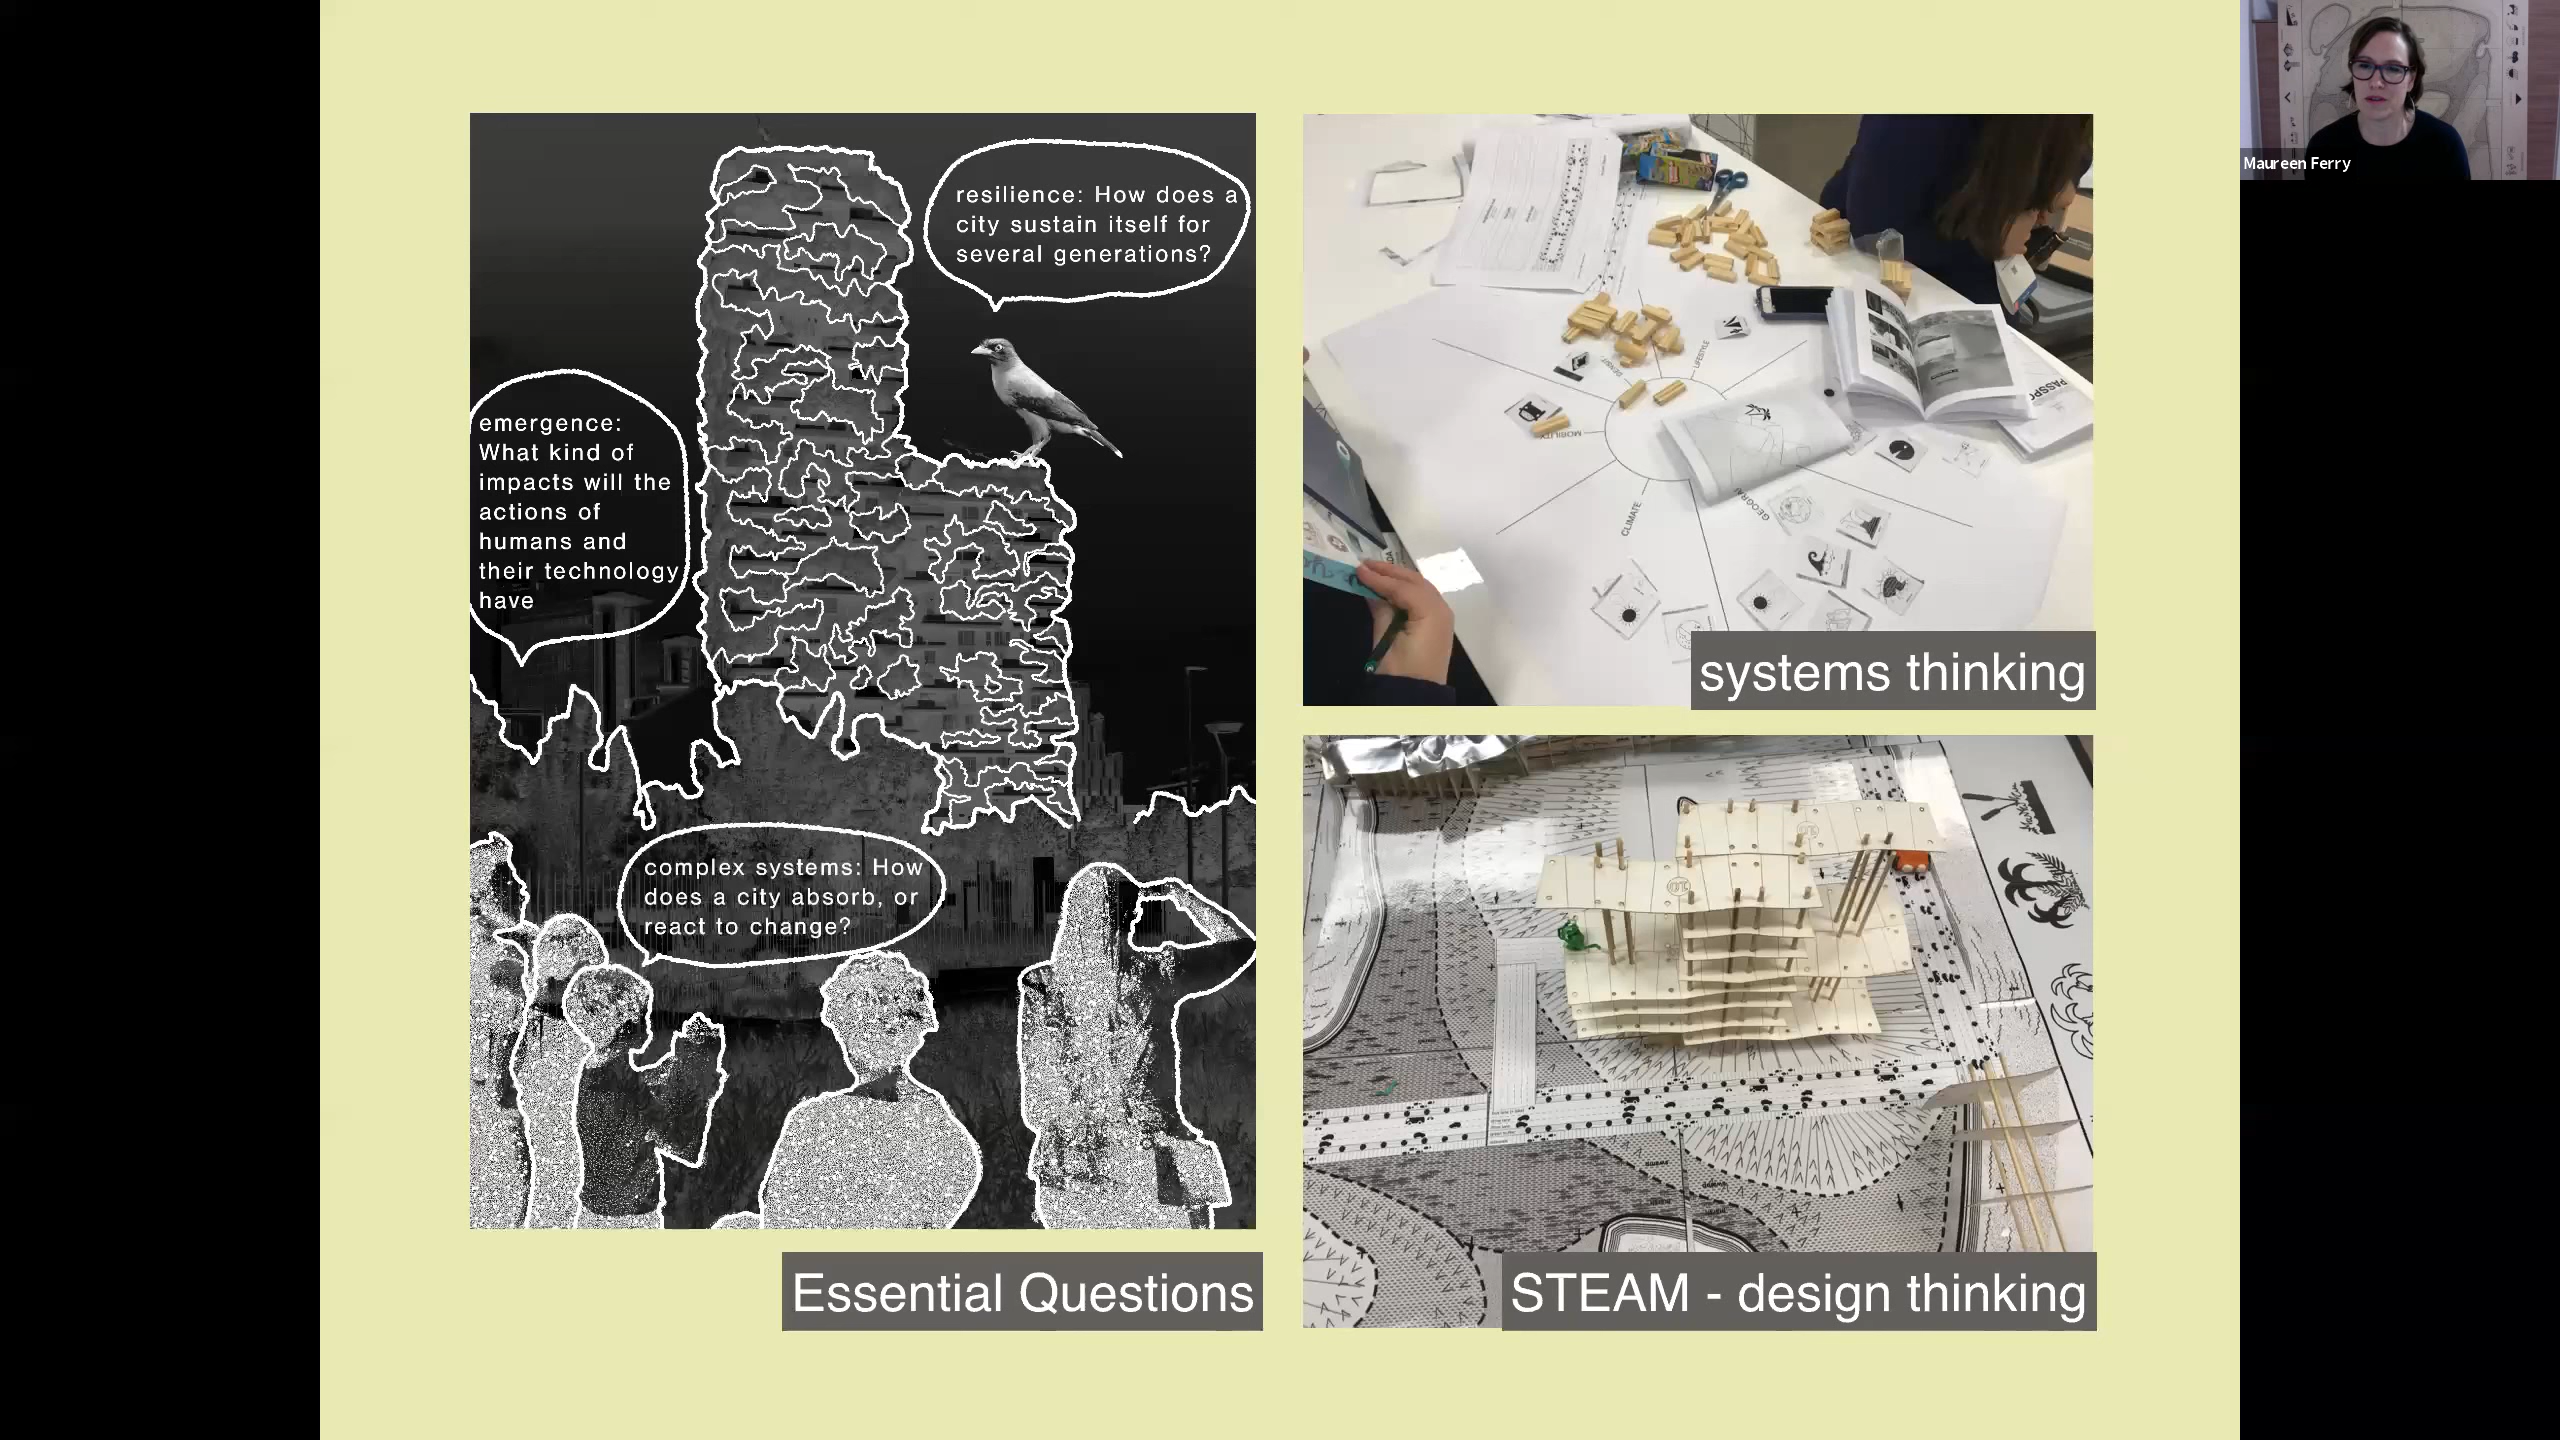 resilience: How does a
city sustain itself for
several generations?
emergence:
What kind of
impacts will the
actions of
humans and
their technology
have
complex systems: How
does a city absorb, or
react to change?
Essential Questions
LIFESTYLE
MOBILITY
CLIMATE
systems thinking
10
10
STEAM - design thinking
Maureen Ferry